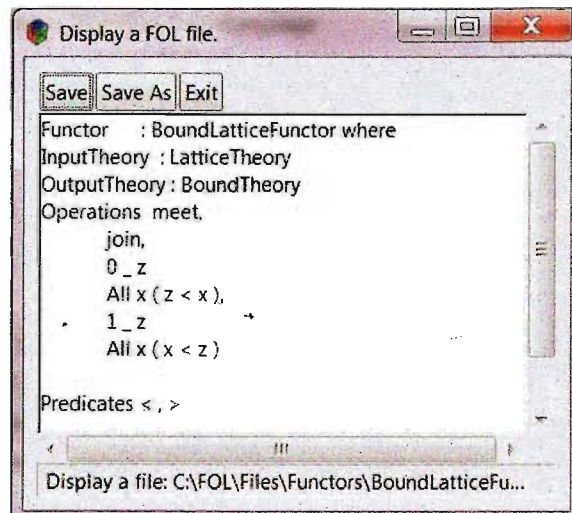 Display a FOL file.
Save Save As Exit
Functor : BoundLatticeFunctor where
InputTheory : LatticeTheory
OutputTheory : BoundTheory
Operations meet,
join,
0 _ z
All x ( z < x ),
1 _ z
All x ( x < z )
Predicates < , >
Display a file: C:\FOL\Files\Functors\BoundLatticeFu...